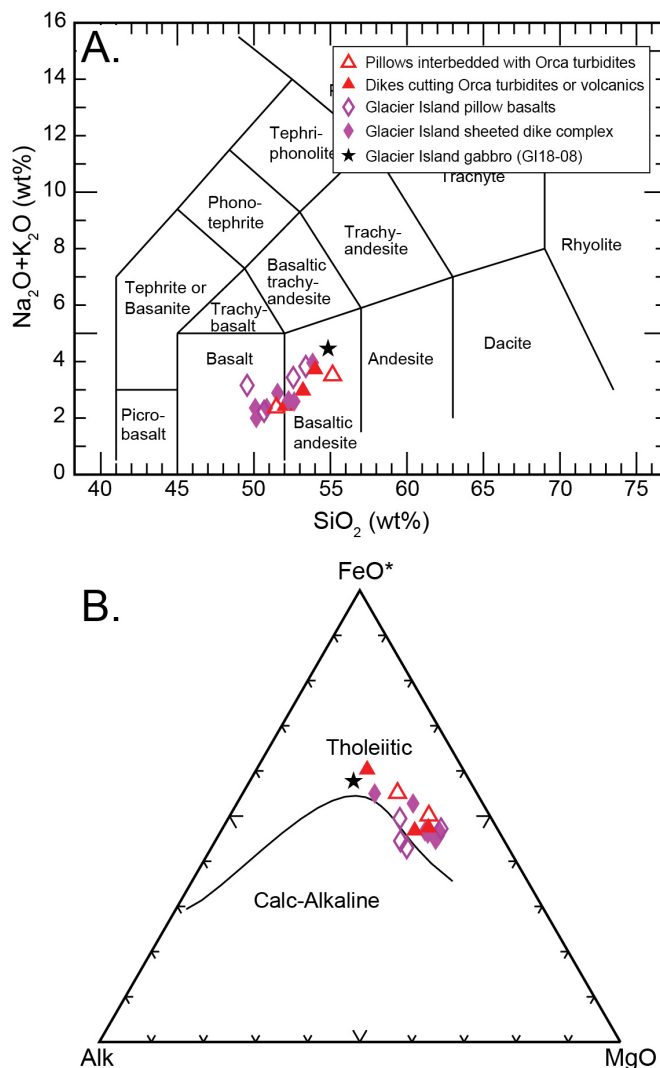 A.
16
14
12
10
8
6
4
2
0
Na2O+K2O (wt%)
Pillows interbedded with Orca turbidites
Dikes cutting Orca turbidites or volcanics
Glacier Island pillow basalts
Glacier Island sheeted dike complex
Glacier Island gabbro (GI18-08)
Tephri-
phonolite
Trachyte
Phono-
tephrite
Trachy-
andesite
Rhyolite
Basaltic
trachy-
andesite
Tephrite or
Basanite
Trachy-
basalt
Basalt
Andesite
Dacite
Picro-
basalt
Basaltic
andesite
40 45 50 55 60 65 70 75
SiO2 (wt%)
B.
FeO*
Tholeiitic
Calc-Alkaline
Alk
MgO